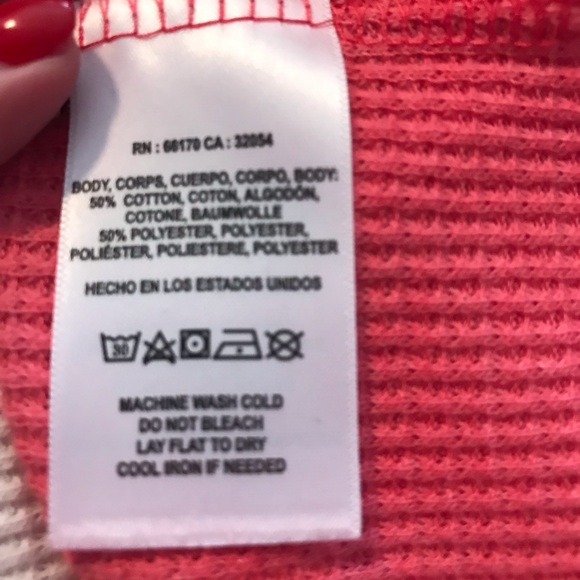 RN : 66170 CA : 32054
BODY, CORPS, CUERPO, CORPO, BODY:
50% COTTON, COTON, ALGODÓN,
COTONE, BAUMWOLLE
50% POLYESTER, POLYESTER,
POLIÉSTER, POLIESTERE, POLYESTER
HECHO EN LOS ESTADOS UNIDOS
30
MACHINE WASH COLD
DO NOT BLEACH
LAY FLAT TO DRY
COOL IRON IF NEEDED